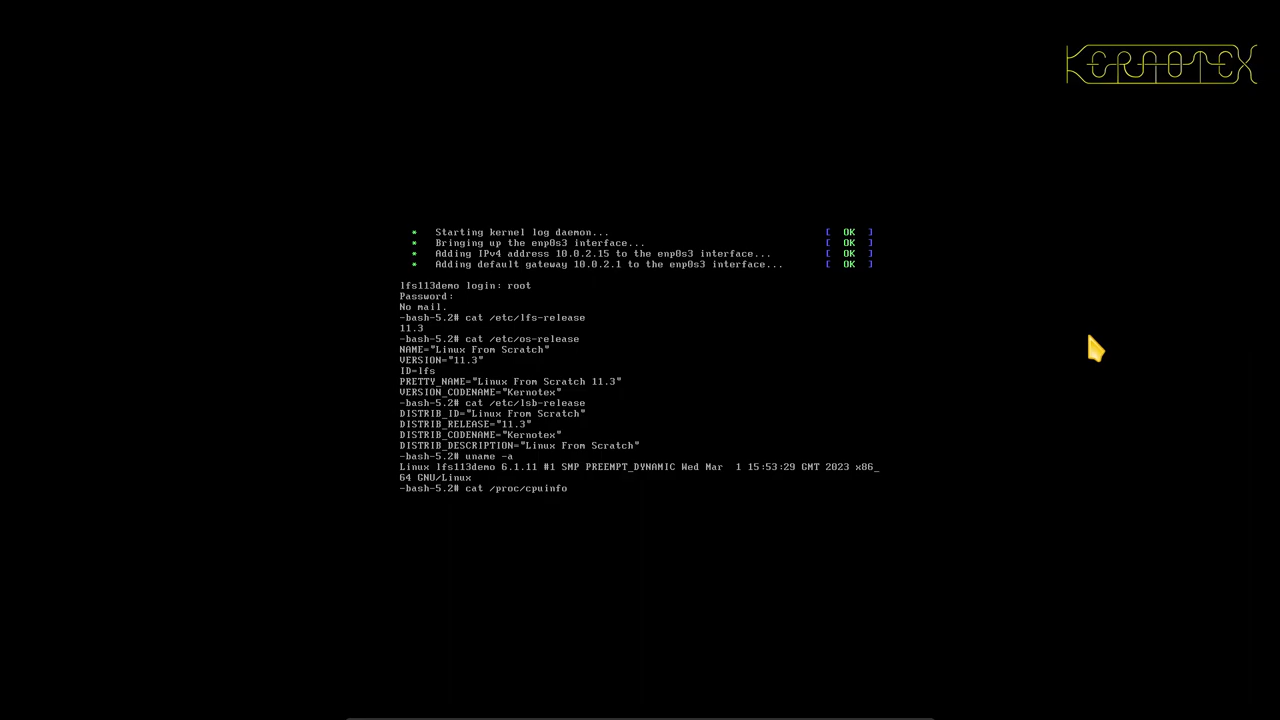 KERNOTEX
* Starting kernel log daemon... [ OK ]
* Bringing up the enp0s3 interface... [ OK ]
* Adding IPv4 address 10.0.2.15 to the enp0s3 interface... [ OK ]
* Adding default gateway 10.0.2.1 to the enp0s3 interface... [ OK ]
lfs113demo login: root
Password:
No mail.
-bash-5.2# cat /etc/lfs-release
11.3
-bash-5.2# cat /etc/os-release
NAME="Linux From Scratch"
VERSION="11.3"
ID=lfs
PRETTY_NAME="Linux From Scratch 11.3"
VERSION_CODENAME="Kernotex"
-bash-5.2# cat /etc/lsb-release
DISTRIB_ID="Linux From Scratch"
DISTRIB_RELEASE="11.3"
DISTRIB_CODENAME="Kernotex"
DISTRIB_DESCRIPTION="Linux From Scratch"
-bash-5.2# uname -a
Linux lfs113demo 6.1.11 #1 SMP PREEMPT_DYNAMIC Wed Mar  1 15:53:29 GMT 2023 x86_
64 GNU/Linux
-bash-5.2# cat /proc/cpuinfo